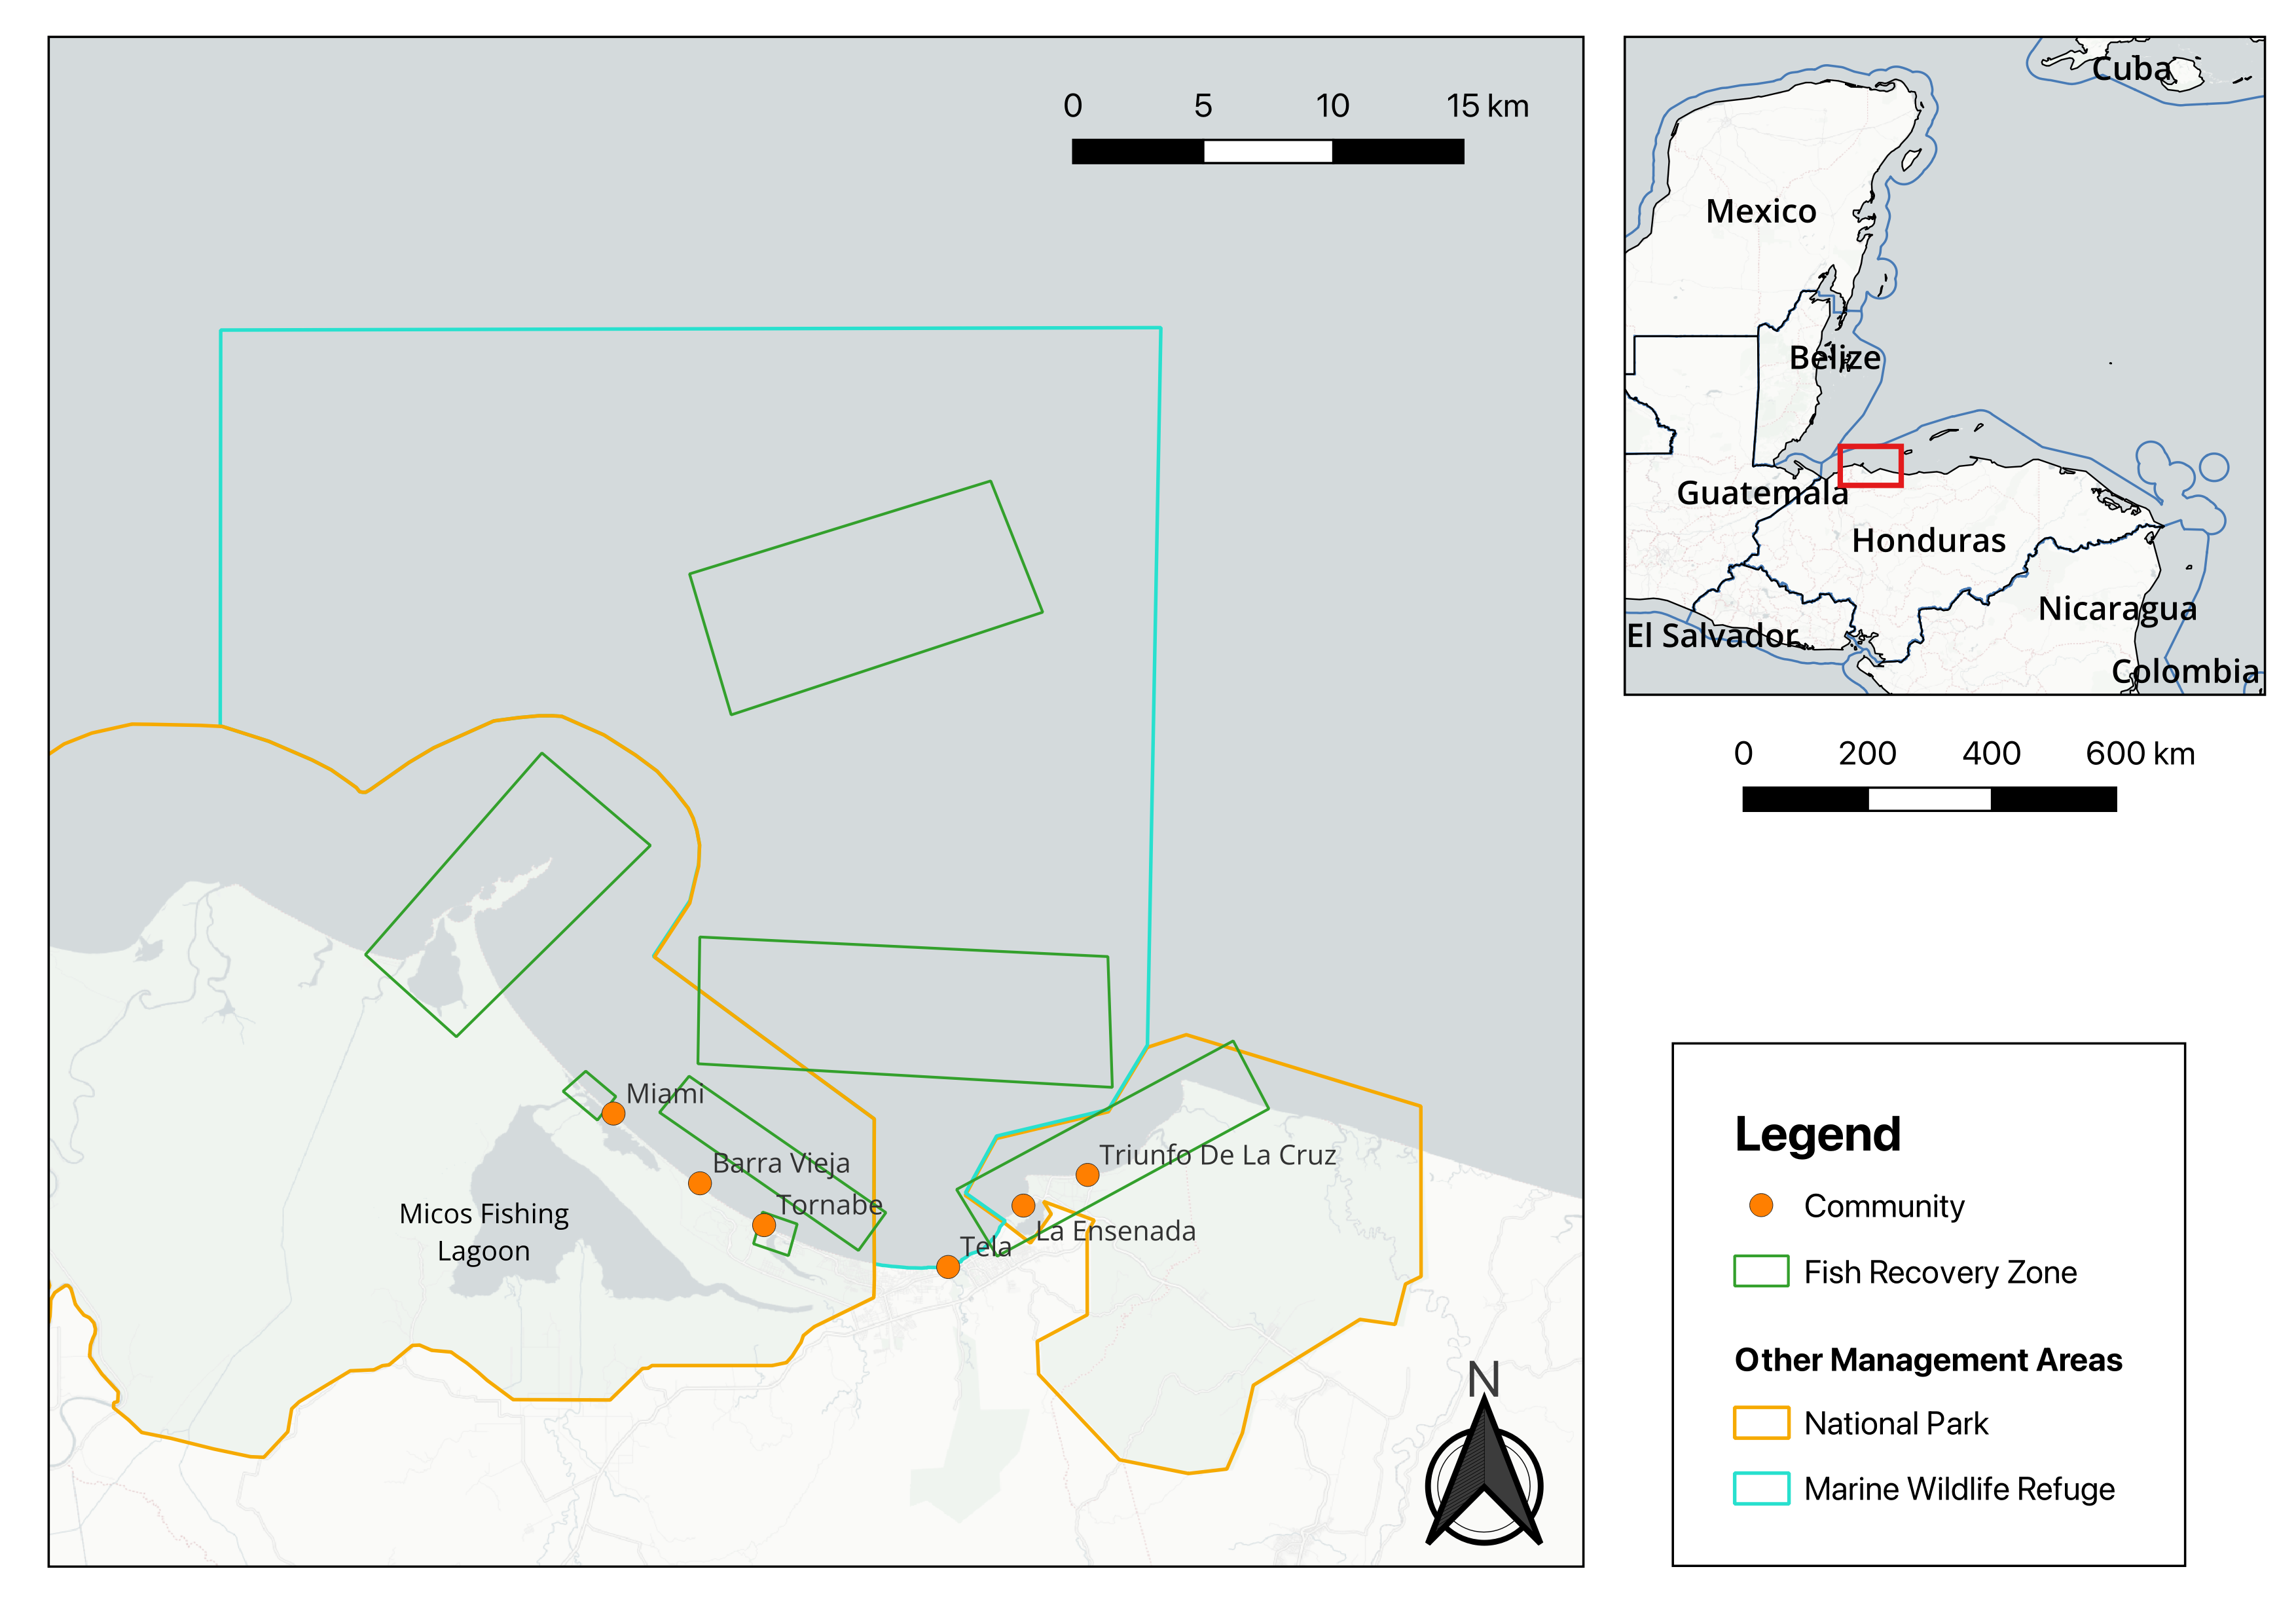 0 5 10 15 km
Miami
Barra Vieja
Tornabe
Triunfo De La Cruz
La Ensenada
Tela
Micos Fishing
Lagoon
N
Cuba
Mexico
Belize
Guatemala
Honduras
Nicaragua
El Salvador
Colombia
0 200 400 600 km
Legend
Community
Fish Recovery Zone
Other Management Areas
National Park
Marine Wildlife Refuge